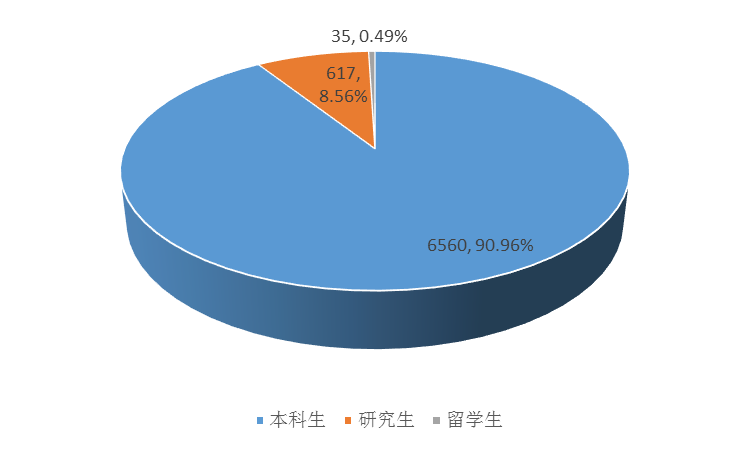 35, 0.49%
617,
8.56%
6560, 90.96%
本科生 研究生 留学生